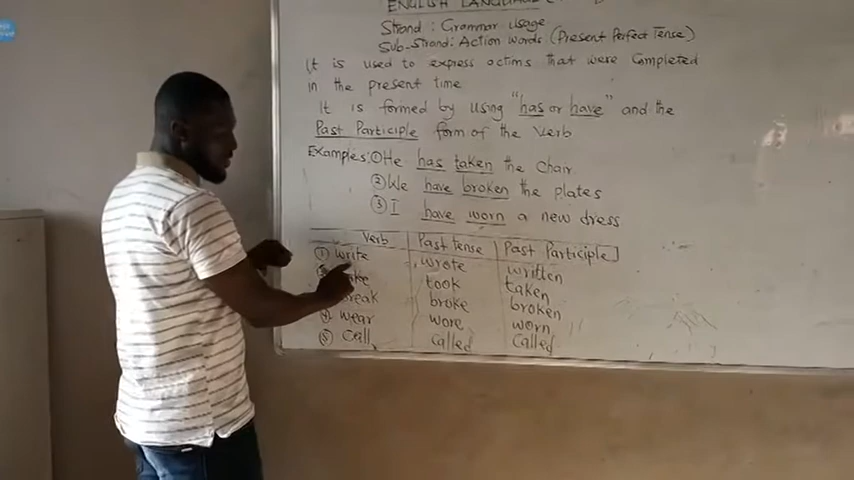 ENGLISH LANGUAGE
Strand : Grammar usage
Sub-Strand: Action words (Present Perfect Tense)
It is used to express actims that were Completed
in the present time
It is formed by using "has or have" and the
Past Participle form of the verb
Examples: ① He has taken the chair
② We have broken the plates
③ I have worn a new dress
Verb Past Tense Past Participle
① write wrote written
took taken
break broke broken
④ wear wore worn
⑤ Call called called